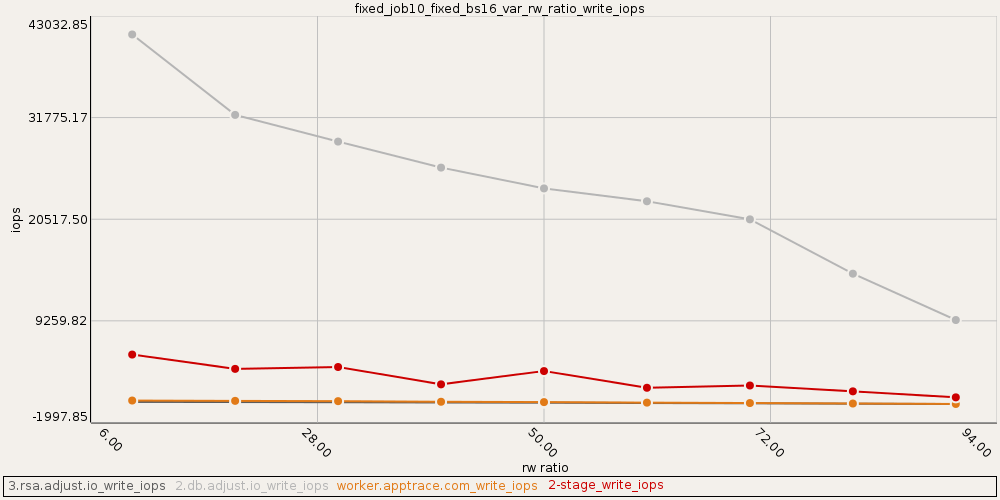 fixed_job10_fixed_bs16_var_rw_ratio_write_iops
43032.85
31775.17
20517.50
9259.82
-1997.85
iops
6.00
28.00
50.00
72.00
94.00
rw ratio
3.rsa.adjust.io_write_iops 2.db.adjust.io_write_iops worker.apptrace.com_write_iops 2-stage_write_iops